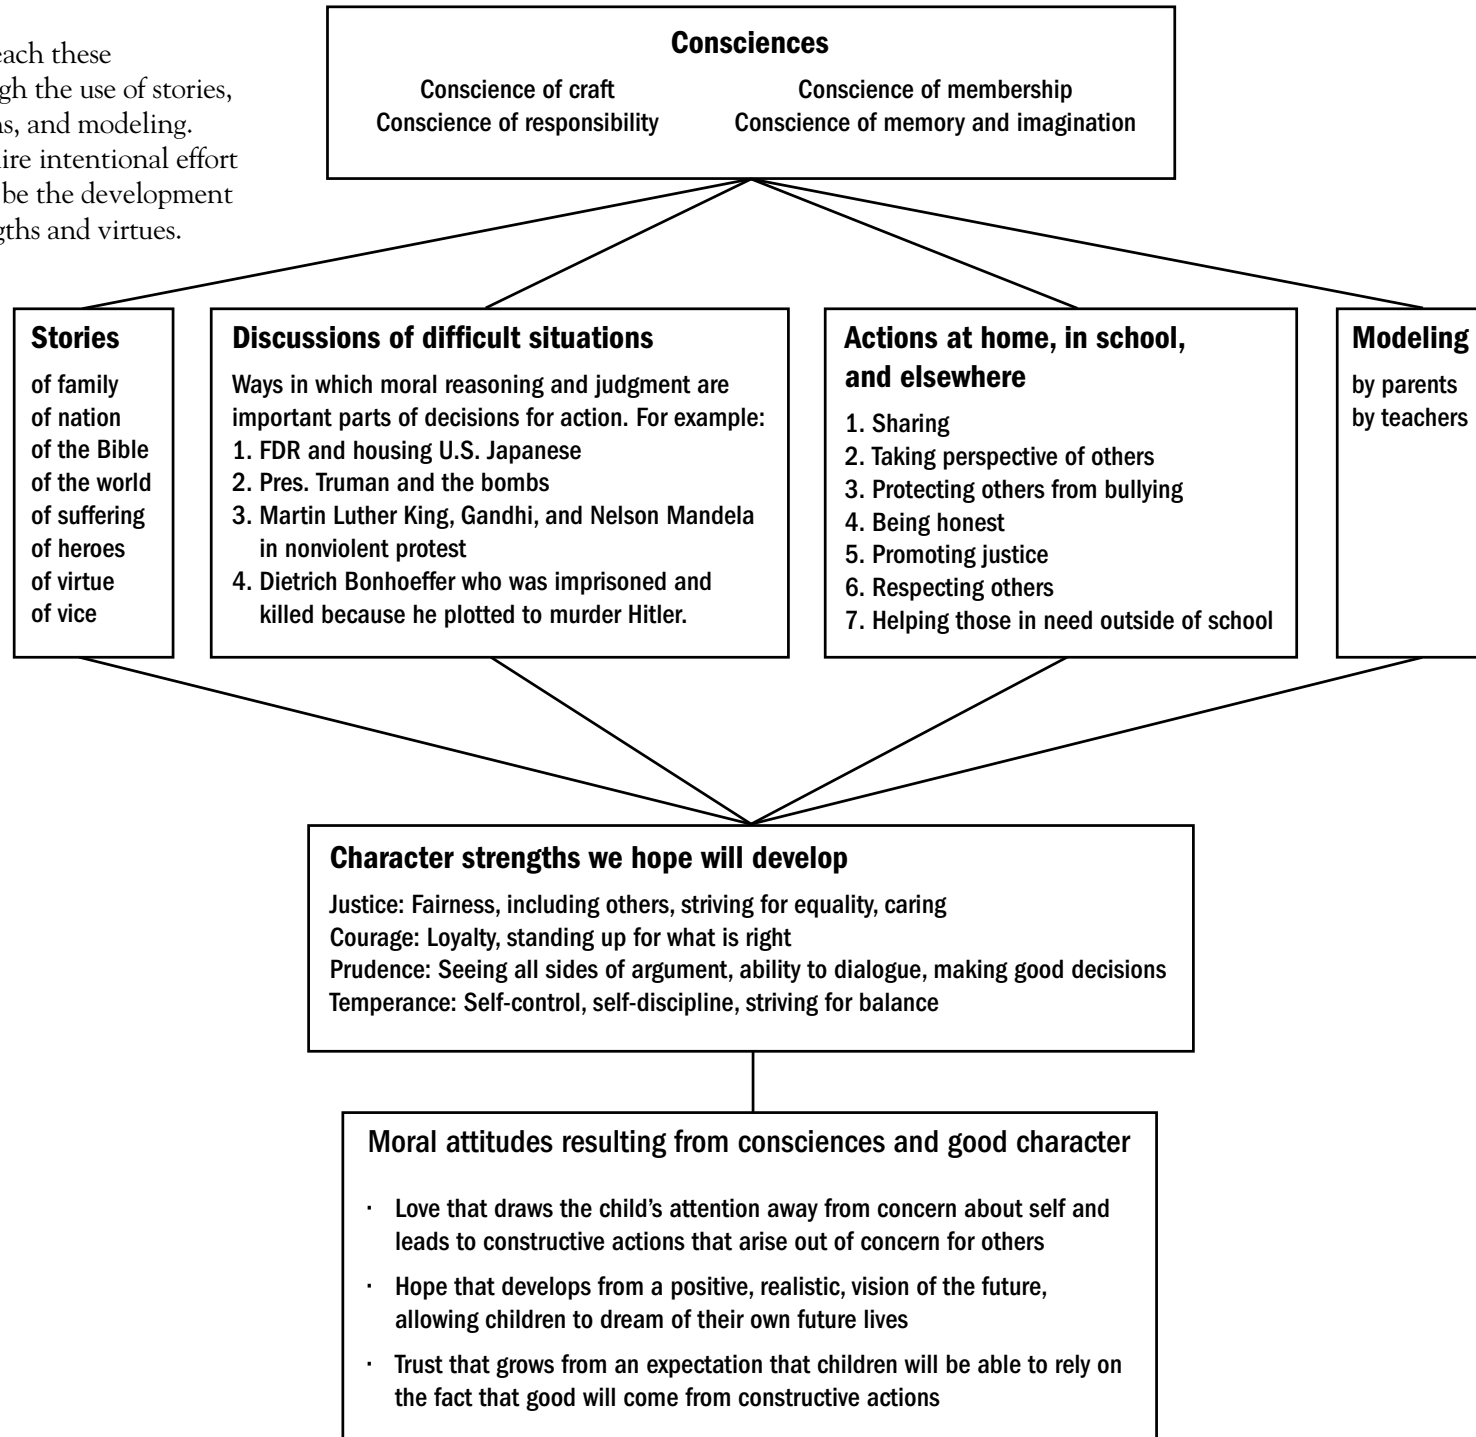 each these
gh the use of stories,
ns, and modeling.
ire intentional effort
be the development
gths and virtues.
Consciences
Conscience of craft
Conscience of responsibility
Conscience of membership
Conscience of memory and imagination
Stories
of family
of nation
of the Bible
of the world
of suffering
of heroes
of virtue
of vice
Discussions of difficult situations
Ways in which moral reasoning and judgment are
important parts of decisions for action. For example:
1. FDR and housing U.S. Japanese
2. Pres. Truman and the bombs
3. Martin Luther King, Gandhi, and Nelson Mandela
in nonviolent protest
4. Dietrich Bonhoeffer who was imprisoned and
killed because he plotted to murder Hitler.
Actions at home, in school,
and elsewhere
1. Sharing
2. Taking perspective of others
3. Protecting others from bullying
4. Being honest
5. Promoting justice
6. Respecting others
7. Helping those in need outside of school
Modeling
by parents
by teachers
Character strengths we hope will develop
Justice: Fairness, including others, striving for equality, caring
Courage: Loyalty, standing up for what is right
Prudence: Seeing all sides of argument, ability to dialogue, making good decisions
Temperance: Self-control, self-discipline, striving for balance
Moral attitudes resulting from consciences and good character
· Love that draws the child’s attention away from concern about self and
leads to constructive actions that arise out of concern for others
· Hope that develops from a positive, realistic, vision of the future,
allowing children to dream of their own future lives
· Trust that grows from an expectation that children will be able to rely on
the fact that good will come from constructive actions